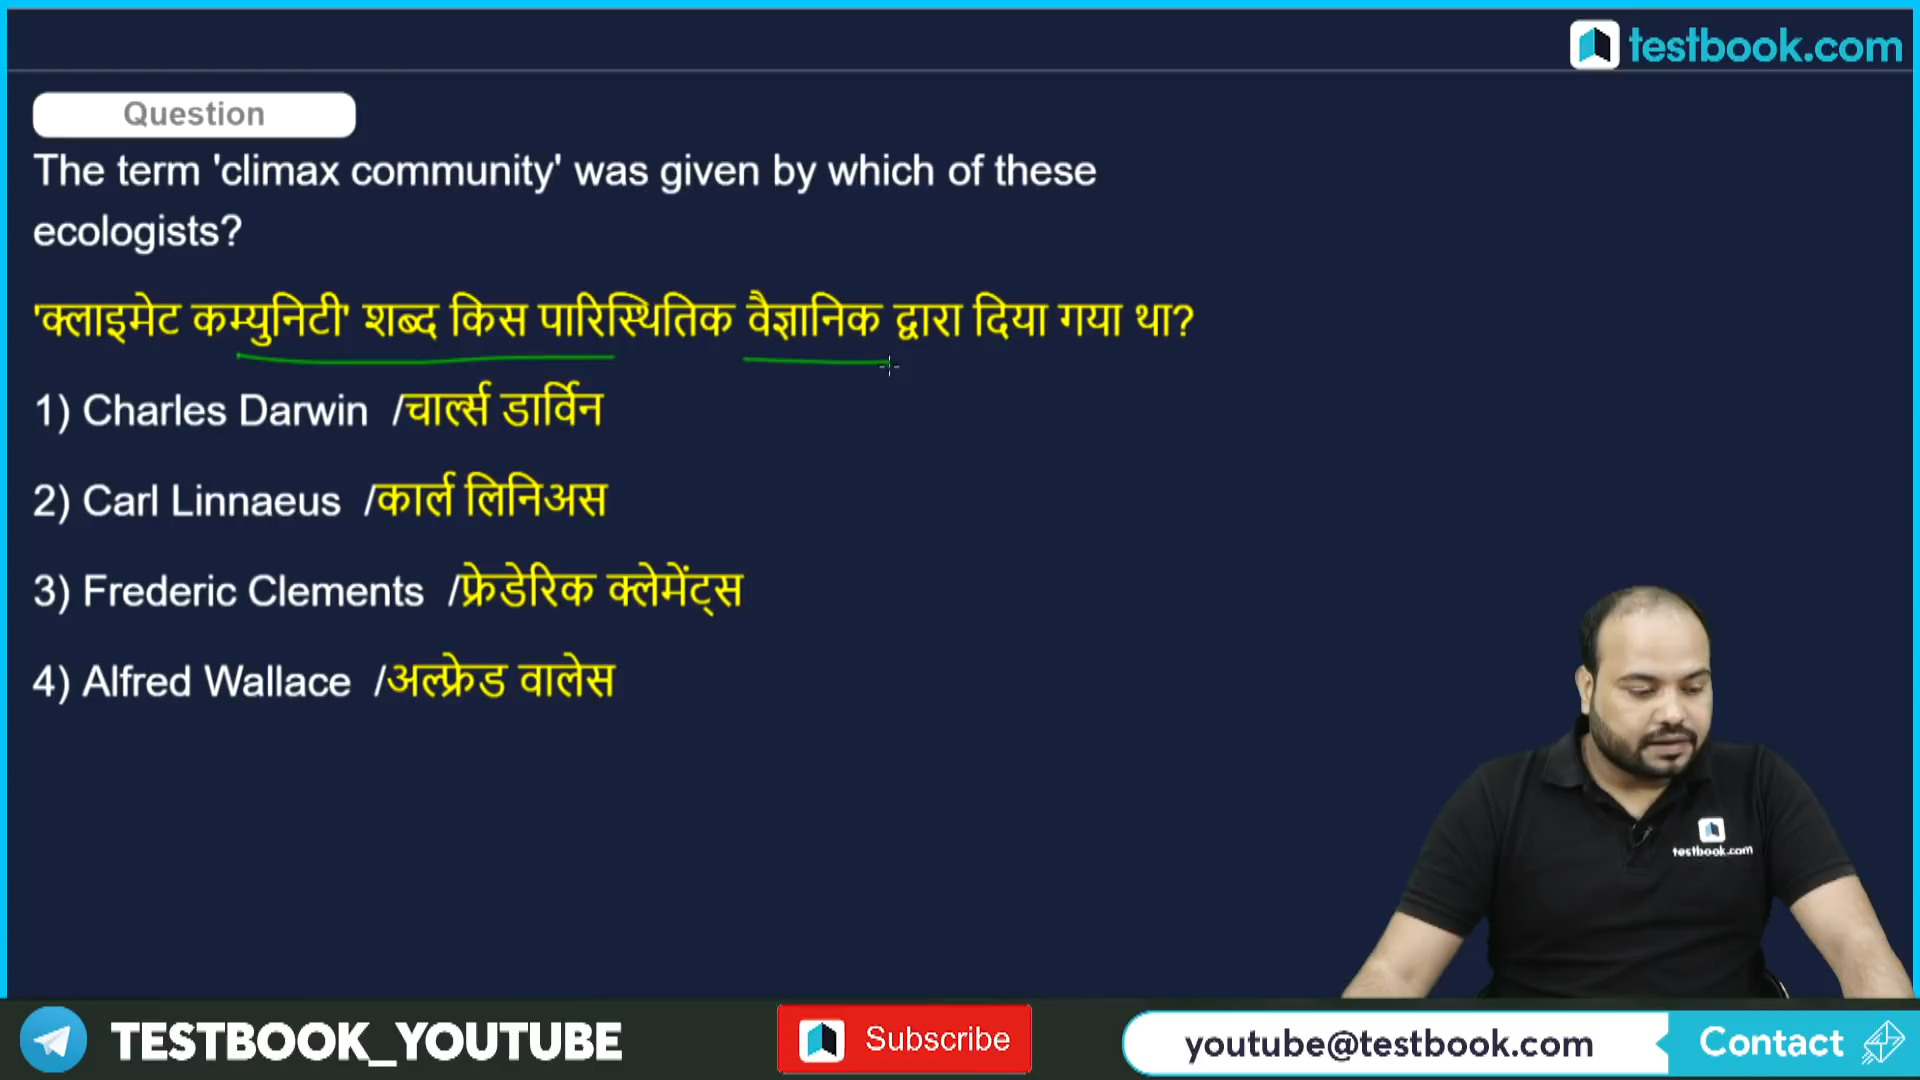 testbook.com
Question
The term 'climax community' was given by which of these
ecologists?
'क्लाइमेट कम्युनिटी' शब्द किस पारिस्थितिक वैज्ञानिक द्वारा दिया गया था?
1) Charles Darwin /चार्ल्स डार्विन
2) Carl Linnaeus /कार्ल लिनिअस
3) Frederic Clements /फ्रेडेरिक क्लेमेंट्स
4) Alfred Wallace /अल्फ्रेड वालेस
testbook.com
TESTBOOK_YOUTUBE
Subscribe
youtube@testbook.com
Contact